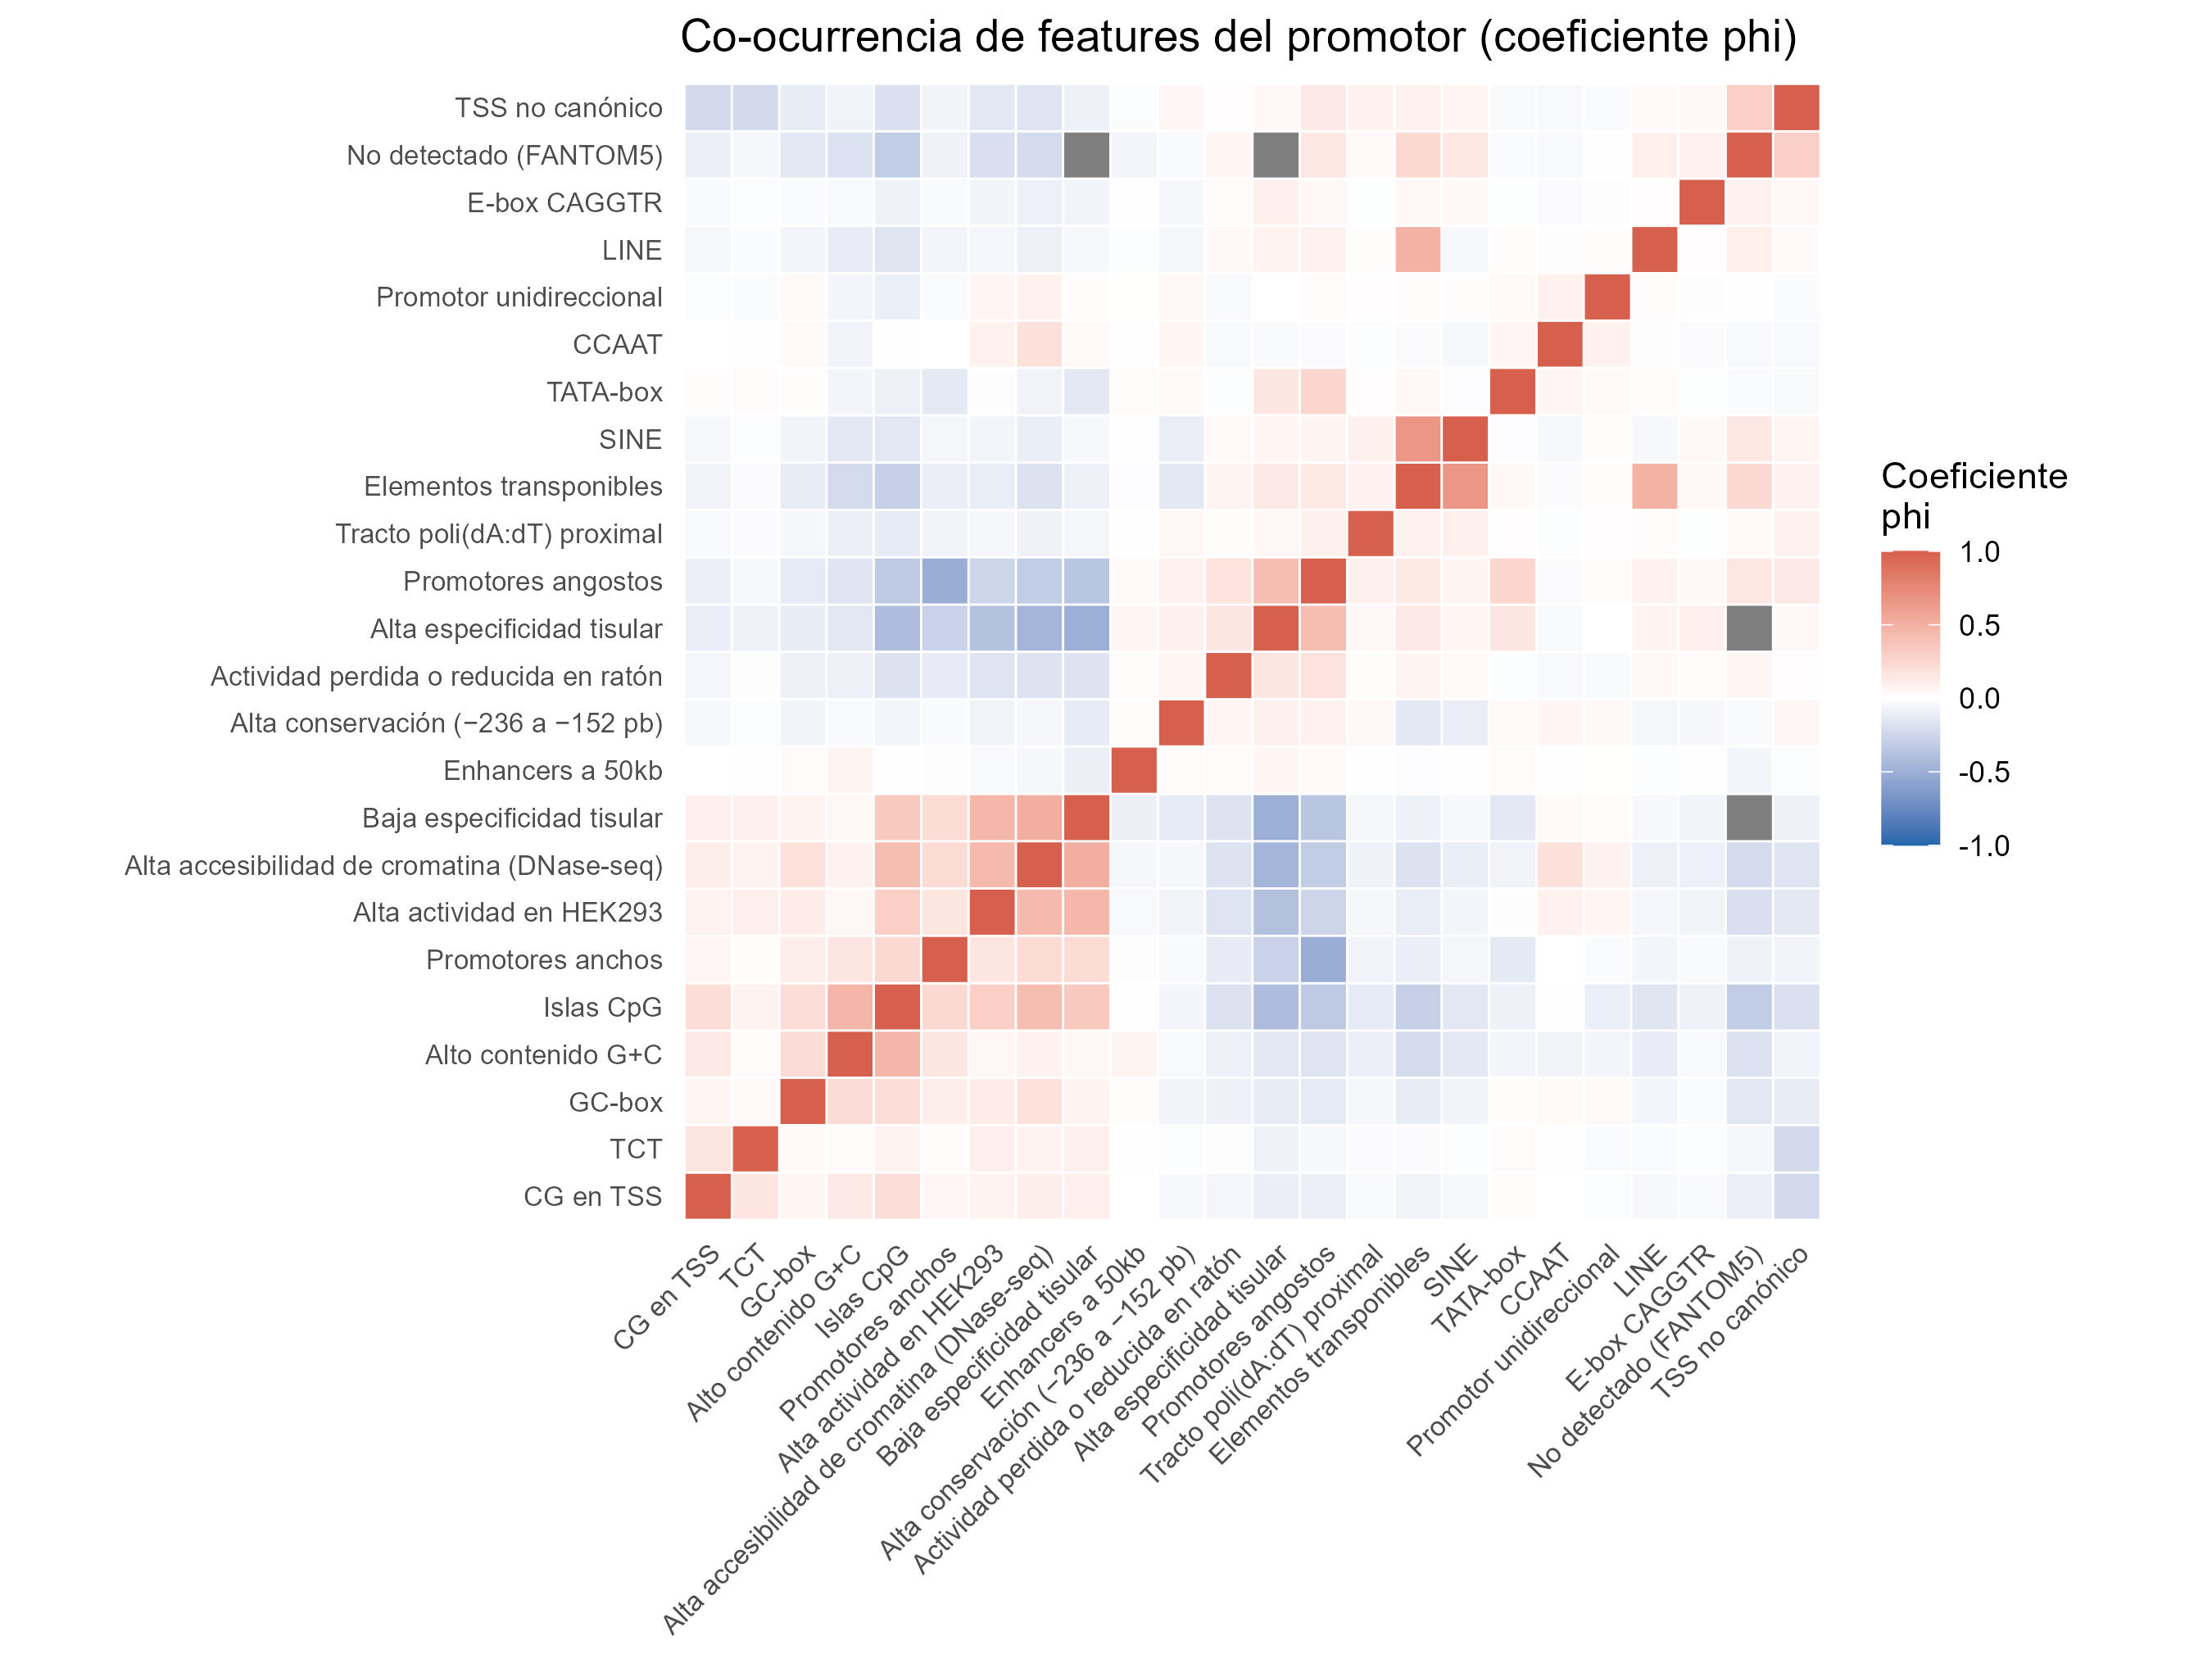 Co-ocurrencia de features del promotor (coeficiente phi)
TSS no canónico
No detectado (FANTOM5)
E-box CAGGTR
LINE
Promotor unidireccional
CCAAT
TATA-box
SINE
Elementos transponibles
Tracto poli(dA:dT) proximal
Promotores angostos
Alta especificidad tisular
Actividad perdida o reducida en ratón
Alta conservación (−236 a −152 pb)
Enhancers a 50kb
Baja especificidad tisular
Alta accesibilidad de cromatina (DNase-seq)
Alta actividad en HEK293
Promotores anchos
Islas CpG
Alto contenido G+C
GC-box
TCT
CG en TSS
CG en TSS
TCT
GC-box
Alto contenido G+C
Islas CpG
Promotores anchos
Alta actividad en HEK293
Alta accesibilidad de cromatina (DNase-seq)
Baja especificidad tisular
Enhancers a 50kb
Alta conservación (−236 a −152 pb)
Actividad perdida o reducida en ratón
Alta especificidad tisular
Promotores angostos
Tracto poli(dA:dT) proximal
Elementos transponibles
SINE
TATA-box
CCAAT
Promotor unidireccional
LINE
E-box CAGGTR
No detectado (FANTOM5)
TSS no canónico
Coeficiente
phi
1.0
0.5
0.0
-0.5
-1.0